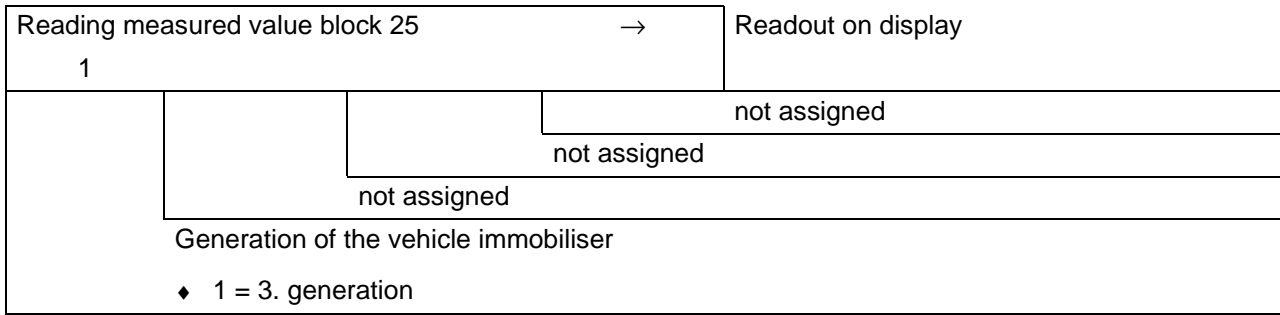 Reading measured value block 25 → Readout on display
1
not assigned
not assigned
not assigned
Generation of the vehicle immobiliser
♦ 1 = 3. generation